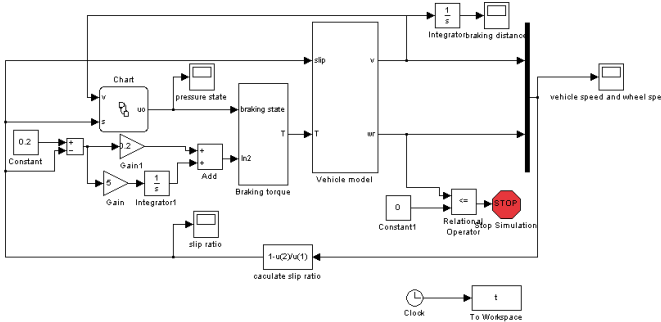 1
s
Integrator
braking distance
Chart
v
s
uo
pressure state
slip
v
braking state
T
T
wr
In2
Braking torque
Vehicle model
vehicle speed and wheel spe
0.2
Constant
+
−
0.2
Gain1
+
+
Add
5
Gain
1
s
Integrator1
0
Constant1
<=
Relational
Operator
STOP
Stop Simulation
slip ratio
1-u(2)/u(1)
caculate slip ratio
Clock
t
To Workspace